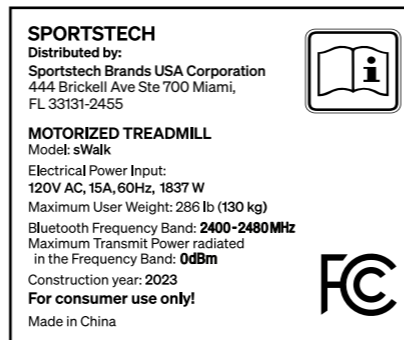 SPORTSTECH
Distributed by:
Sportstech Brands USA Corporation
444 Brickell Ave Ste 700 Miami,
FL 33131-2455
MOTORIZED TREADMILL
Model: sWalk
Electrical Power Input:
120V AC, 15A, 60Hz, 1837 W
Maximum User Weight: 286 lb (130 kg)
Bluetooth Frequency Band: 2400-2480MHz
Maximum Transmit Power radiated
in the Frequency Band: 0dBm
Construction year: 2023
For consumer use only!
Made in China
i
FC